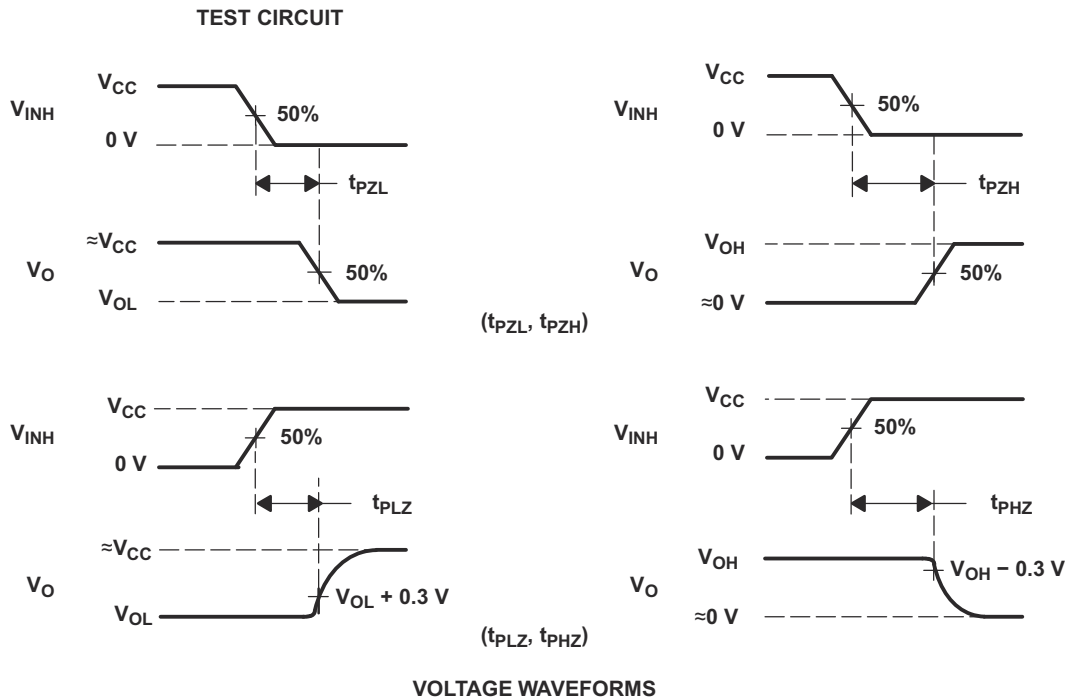 TEST CIRCUIT
VCC
VINH
50%
0 V
tPZL
≈VCC
VO
50%
VOL
VCC
VINH
50%
0 V
tPZH
VOH
VO
50%
≈0 V
(tPZL, tPZH)
VCC
VINH
50%
0 V
tPLZ
≈VCC
VO
VOL + 0.3 V
VOL
VCC
VINH
50%
0 V
tPHZ
VOH
VOH − 0.3 V
VO
≈0 V
(tPLZ, tPHZ)
VOLTAGE WAVEFORMS